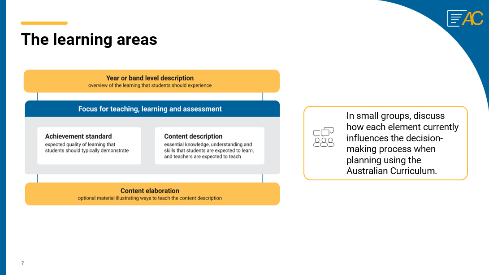 AC
The learning areas
Year or band level description
overview of the learning that students should experience
Focus for teaching, learning and assessment
Achievement standard
expected quality of learning that
students should typically demonstrate
Content description
essential knowledge, understanding and
skills that students are expected to learn,
and teachers are expected to teach
Content elaboration
optional material illustrating ways to teach the content description
In small groups, discuss
how each element currently
influences the decision-
making process when
planning using the
Australian Curriculum.
7